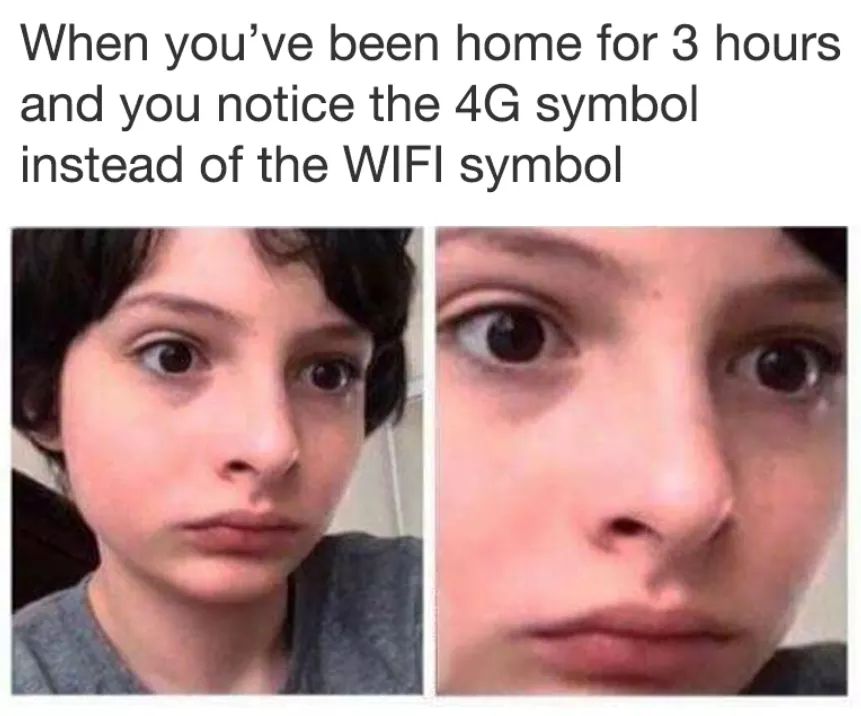 When you’ve been home for 3 hours
and you notice the 4G symbol
instead of the WIFI symbol